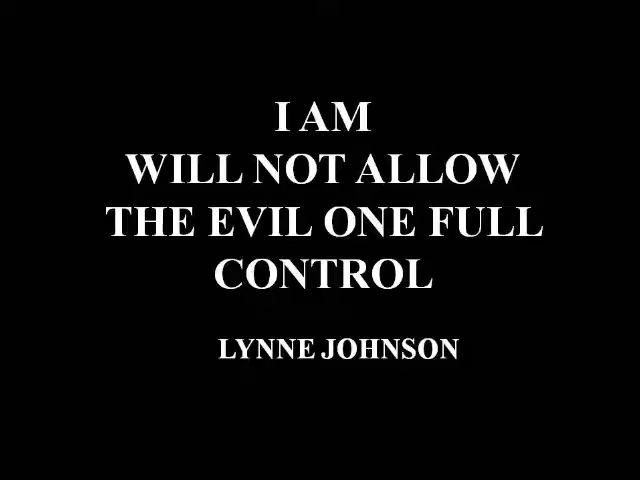 I AM
WILL NOT ALLOW
THE EVIL ONE FULL
CONTROL
LYNNE JOHNSON